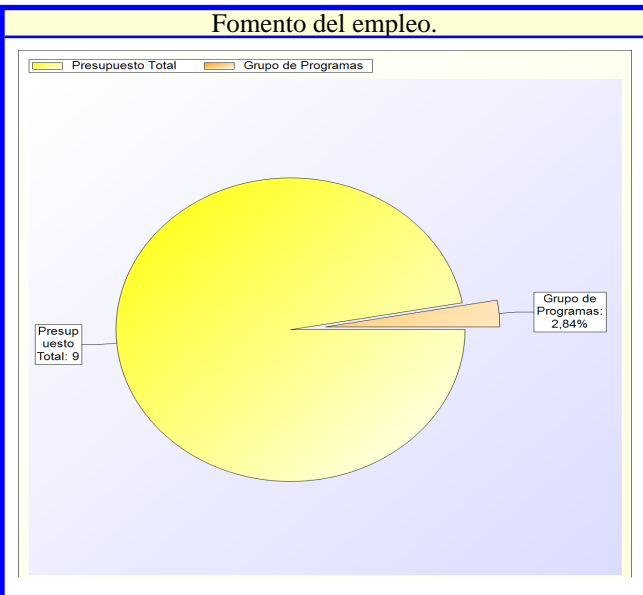 Fomento del empleo.
Presupuesto Total Grupo de Programas
Grupo de
Programas:
2,84%
Presup
uesto
Total: 9